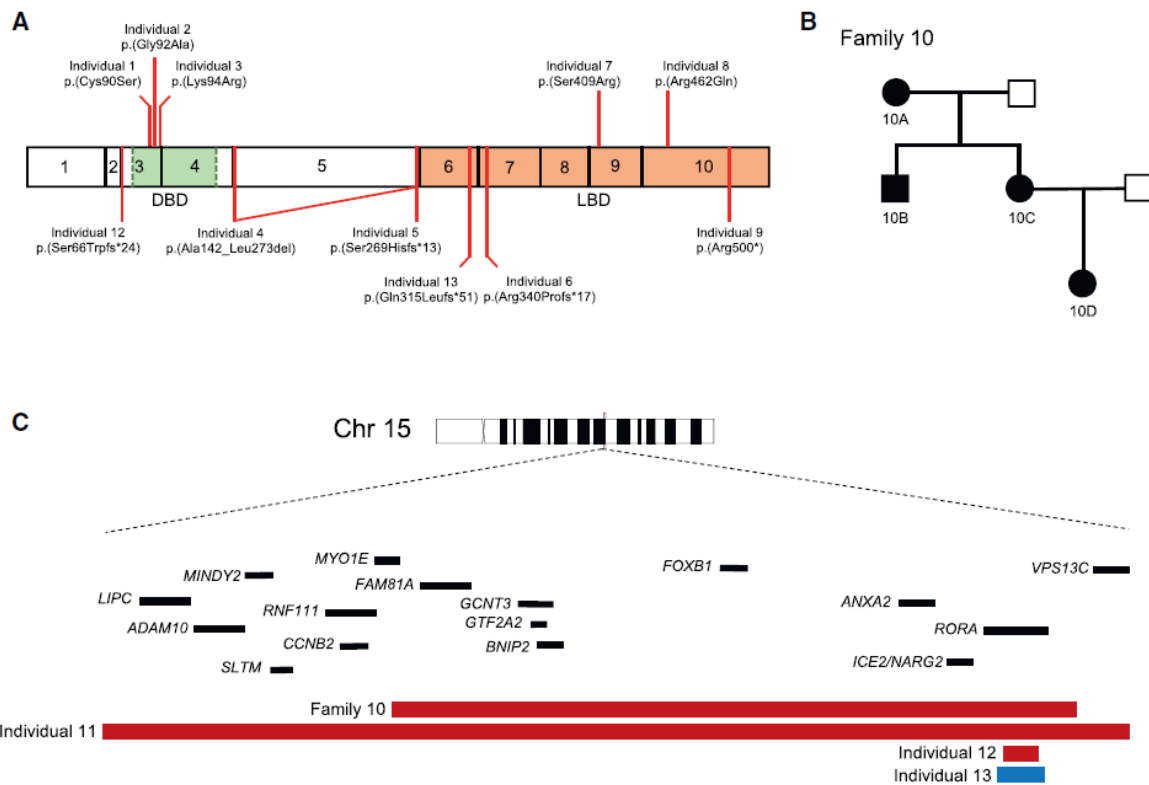 A
Individual 2
p.(Gly92Ala)
Individual 1
p.(Cys90Ser)
Individual 3
p.(Lys94Arg)
Individual 7
p.(Ser409Arg)
Individual 8
p.(Arg462Gln)
1 2 3 4 5 6 7 8 9 10
DBD LBD
Individual 12
p.(Ser66Trpfs*24)
Individual 4
p.(Ala142_Leu273del)
Individual 5
p.(Ser269Hisfs*13)
Individual 9
p.(Arg500*)
Individual 13
p.(Gln315Leufs*51)
Individual 6
p.(Arg340Profs*17)
B
Family 10
10A
10B
10C
10D
C
Chr 15
MYO1E
FOXB1
VPS13C
MINDY2
FAM81A
LIPC
GCNT3
ANXA2
RNF111
GTF2A2
ADAM10
RORA
CCNB2
BNIP2
SLTM
ICE2/NARG2
Family 10
Individual 11
Individual 12
Individual 13